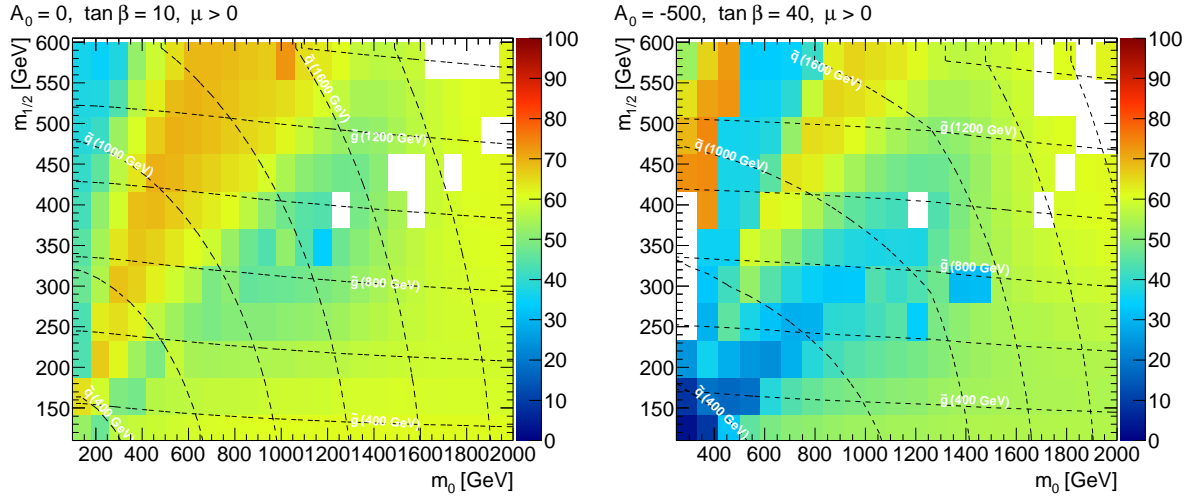 A₀ = 0, tan β = 10, μ > 0
m₁/₂ [GeV]
600
550
500
450
400
350
300
250
200
150
200 400 600 800 1000 1200 1400 1600 1800 2000
m₀ [GeV]
q̃ (1600 GeV)
g̃ (1200 GeV)
q̃ (1000 GeV)
g̃ (800 GeV)
q̃ (400 GeV)
g̃ (400 GeV)
100
90
80
70
60
50
40
30
20
10
0
A₀ = -500, tan β = 40, μ > 0
m₁/₂ [GeV]
600
550
500
450
400
350
300
250
200
150
400 600 800 1000 1200 1400 1600 1800 2000
m₀ [GeV]
q̃ (1600 GeV)
g̃ (1200 GeV)
q̃ (1000 GeV)
g̃ (800 GeV)
q̃ (400 GeV)
g̃ (400 GeV)
100
90
80
70
60
50
40
30
20
10
0